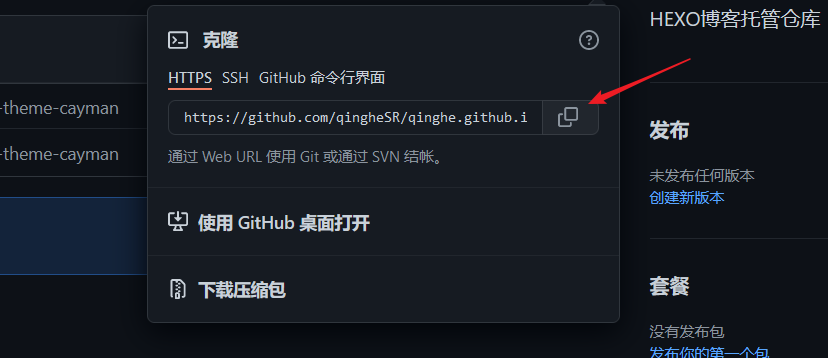 克隆
HTTPS SSH GitHub 命令行界面
https://github.com/qingheSR/qinghe.github.i
通过 Web URL 使用 Git 或通过 SVN 结帐。
使用 GitHub 桌面打开
下载压缩包
-theme-cayman
-theme-cayman
HEXO博客托管仓库
发布
未发布任何版本
创建新版本
套餐
没有发布包
发布你的第一个包